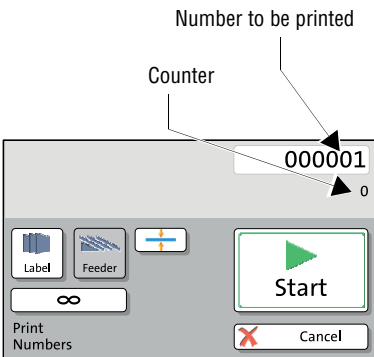 Number to be printed
Counter
000001
0
Label
Feeder
∞
Start
Print
Numbers
Cancel